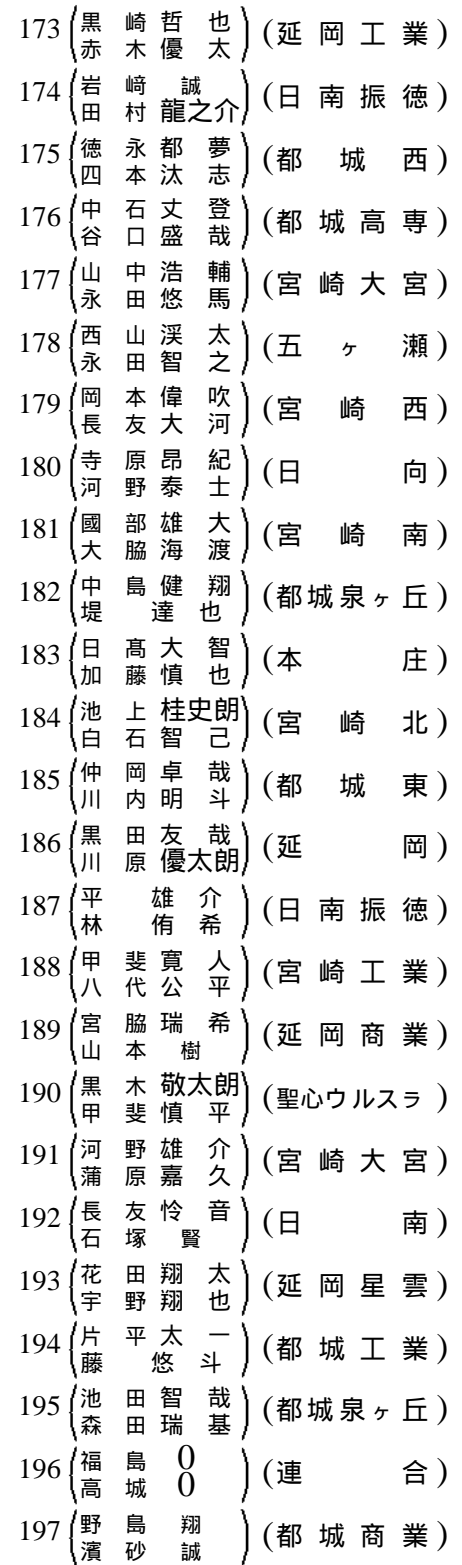 173 黒崎哲也 (延岡工業)
赤木優太
174 岩﨑誠 (日南振徳)
田村龍之介
175 徳永都夢 (都城西)
四本汰志
176 中石丈登 (都城高専)
谷口盛哉
177 山中浩輔 (宮崎大宮)
永田悠馬
178 西山渓太 (五ヶ瀬)
永田智之
179 岡本偉吹 (宮崎西)
長友大河
180 寺原昂紀 (日向)
河野泰士
181 國部雄大 (宮崎南)
大脇海渡
182 中島健翔 (都城泉ヶ丘)
堤達也
183 日髙大智 (本庄)
加藤慎也
184 池上桂史朗 (宮崎北)
白石智己
185 仲岡卓哉 (都城東)
川内明斗
186 黒田友哉 (延岡)
川原優太朗
187 平雄介 (日南振徳)
林侑希
188 甲斐寛人 (宮崎工業)
八代公平
189 宮脇瑞希 (延岡商業)
山本樹
190 黒木敬太朗 (聖心ウルスラ)
甲斐慎平
191 河野雄介 (宮崎大宮)
蒲原嘉久
192 長友怜音 (日南)
石塚賢
193 花田翔太 (延岡星雲)
宇野翔也
194 片平太一 (都城工業)
藤悠斗
195 池田智哉 (都城泉ヶ丘)
森田瑞基
196 福島0 (連合)
高城0
197 野島翔 (都城商業)
濱砂誠